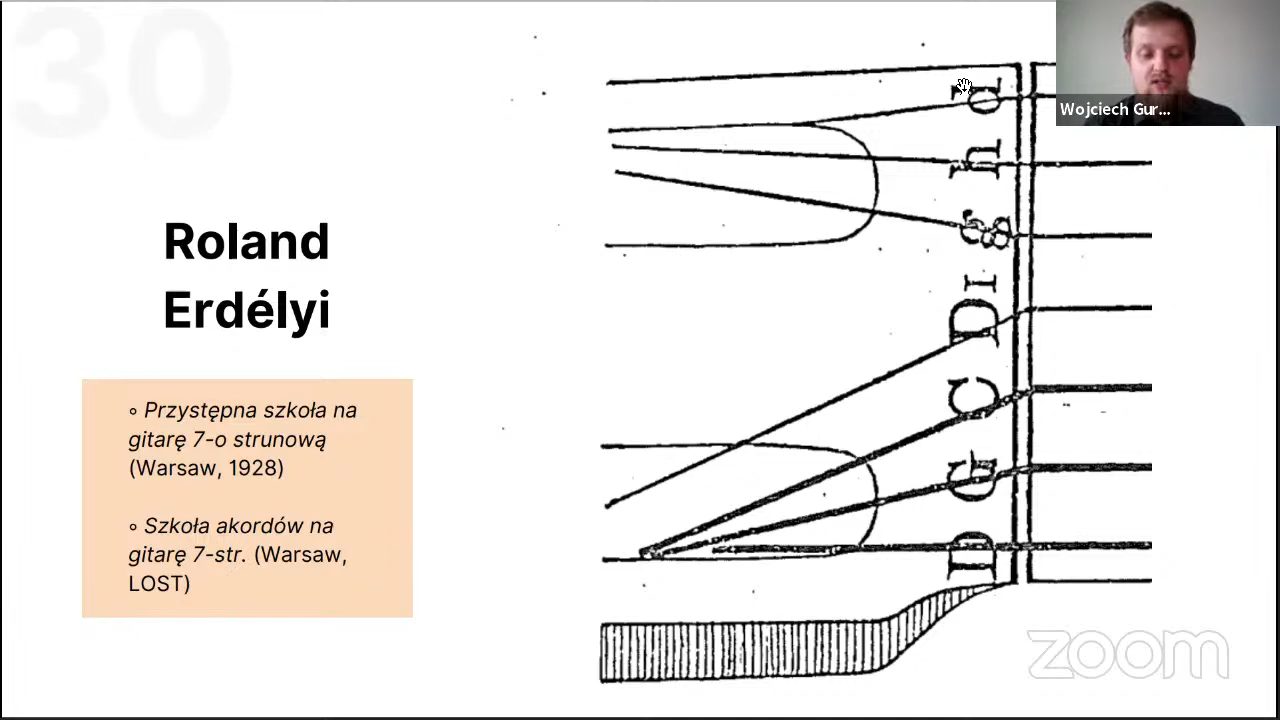 30
Roland
Erdélyi
∘ Przystępna szkoła na
gitarę 7-o strunową
(Warsaw, 1928)
∘ Szkoła akordów na
gitarę 7-str. (Warsaw,
LOST)
d
h
g
D1
C
G
D
Wojciech Gur...
zoom